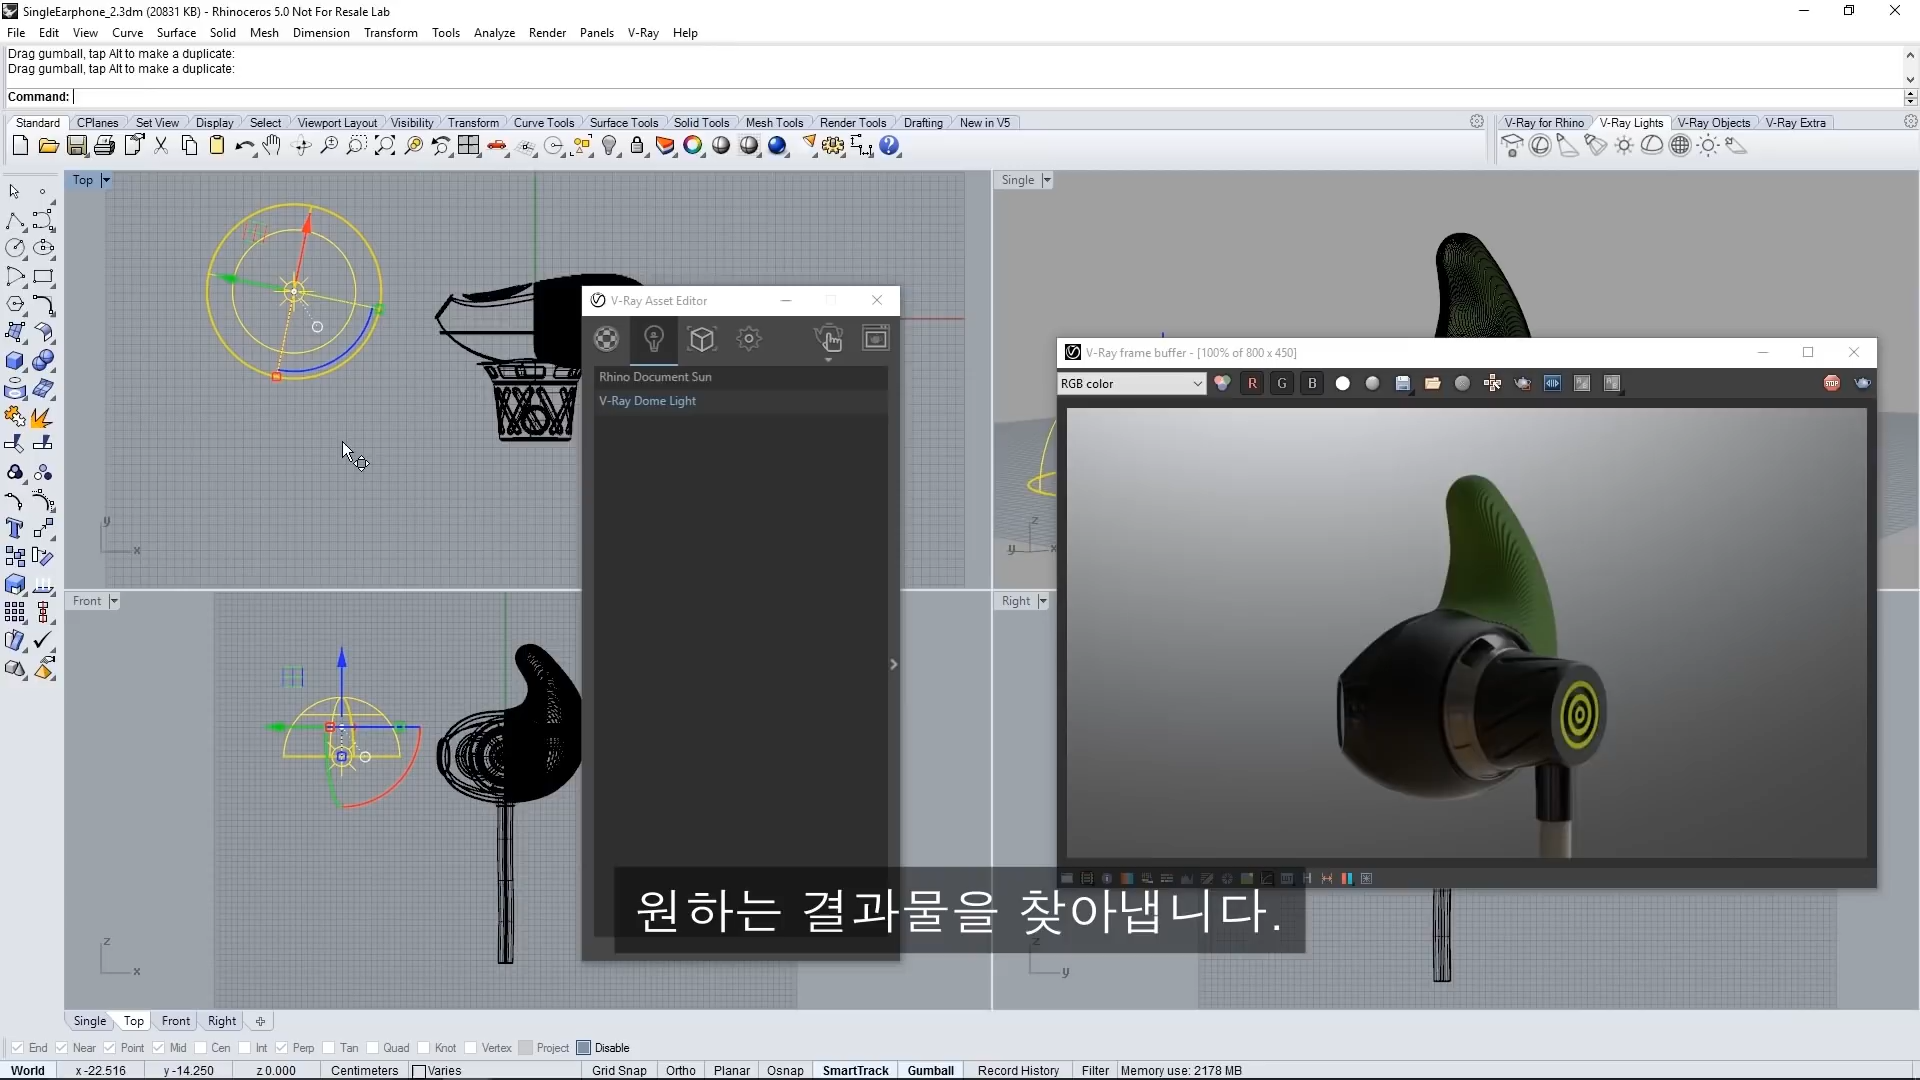 SingleEarphone_2.3dm (20831 KB) - Rhinoceros 5.0 Not For Resale Lab
File Edit View Curve Surface Solid Mesh Dimension Transform Tools Analyze Render Panels V-Ray Help
Drag gumball, tap Alt to make a duplicate:
Drag gumball, tap Alt to make a duplicate:
Command:
Standard CPlanes Set View Display Select Viewport Layout Visibility Transform Curve Tools Surface Tools Solid Tools Mesh Tools Render Tools Drafting New in V5
V-Ray for Rhino V-Ray Lights V-Ray Objects V-Ray Extra
Top
Single
V-Ray Asset Editor
Rhino Document Sun
V-Ray Dome Light
V-Ray frame buffer - [100% of 800 x 450]
RGB color
R G B
STOP
y
x
z
y
x
Front
Right
원하는 결과물을 찾아냅니다.
z
x
z
y
Single Top Front Right
End Near Point Mid Cen Int Perp Tan Quad Knot Vertex Project Disable
World x -22.516 y -14.250 z 0.000 Centimeters Varies Grid Snap Ortho Planar Osnap SmartTrack Gumball Record History Filter Memory use: 2178 MB